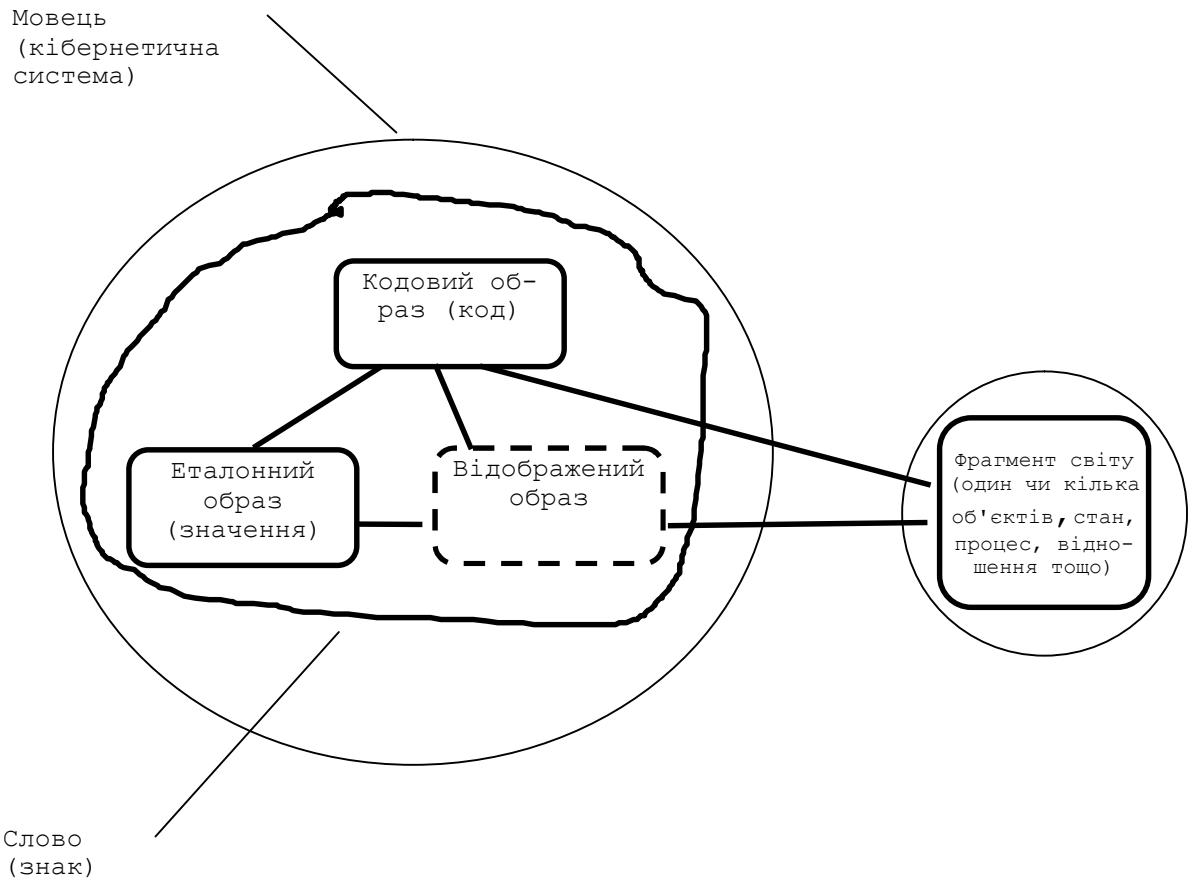 Мовець
(кібернетична
система)
Кодовий об-
раз (код)
Еталонний
образ
(значення)
Відображений
образ
Фрагмент світу
(один чи кілька
об'єктів, стан,
процес, відно-
шення тощо)
Слово
(знак)